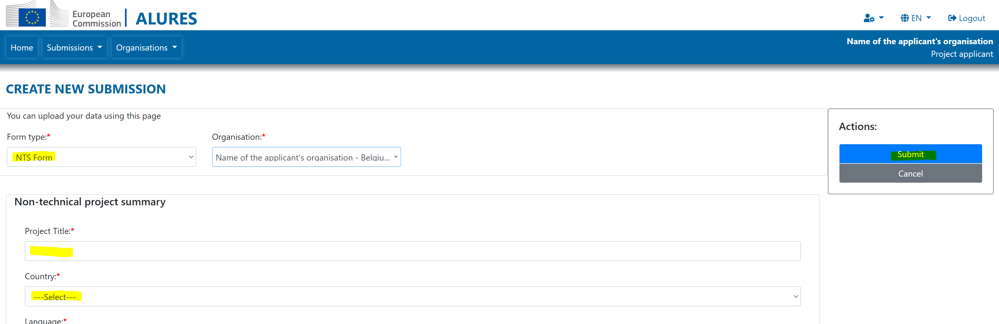 European
Commission
ALURES
EN
Logout
Home
Submissions
Organisations
Name of the applicant's organisation
Project applicant
CREATE NEW SUBMISSION
You can upload your data using this page
Form type:*
Organisation:*
NTS Form
Name of the applicant's organisation - Belgiu...
Actions:
Submit
Cancel
Non-technical project summary
Project Title:*
Country:*
---Select---
Language:*